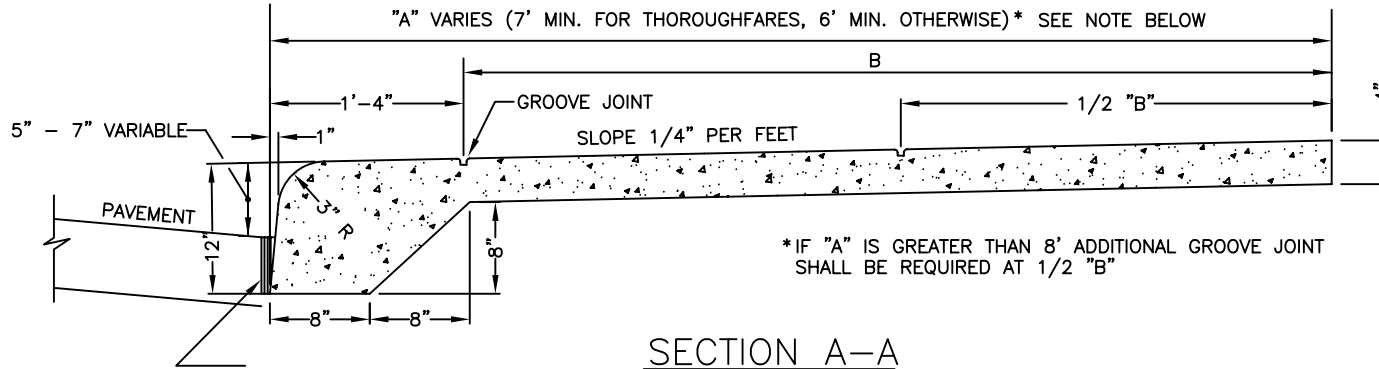 "A" VARIES (7' MIN. FOR THOROUGHFARES, 6' MIN. OTHERWISE)* SEE NOTE BELOW
B
1'-4"
GROOVE JOINT
1/2 "B"
4"
5" - 7" VARIABLE
1"
SLOPE 1/4" PER FEET
3" R
PAVEMENT
12"
8"
*IF "A" IS GREATER THAN 8' ADDITIONAL GROOVE JOINT
SHALL BE REQUIRED AT 1/2 "B"
8"
8"
SECTION A-A